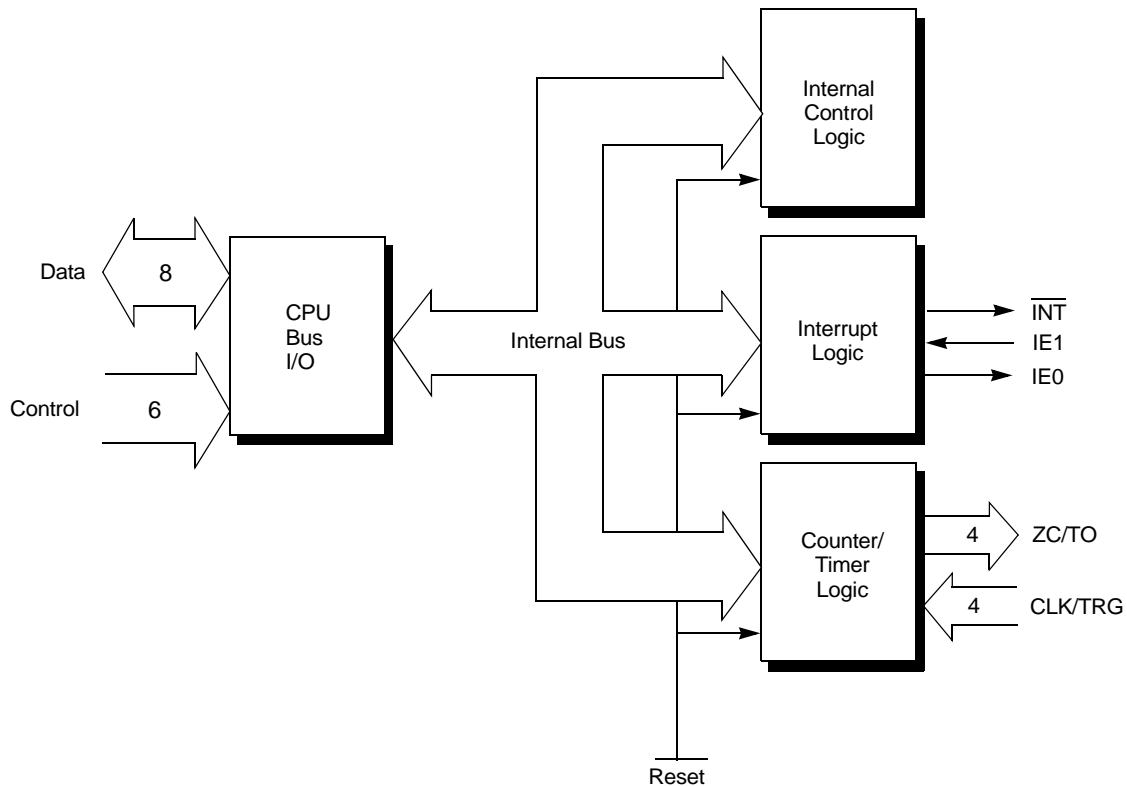 Internal
Control
Logic
Data
8
CPU
Bus
I/O
Control
6
Internal Bus
Interrupt
Logic
INT
IE1
IE0
Counter/
Timer
Logic
4
ZC/TO
4
CLK/TRG
Reset